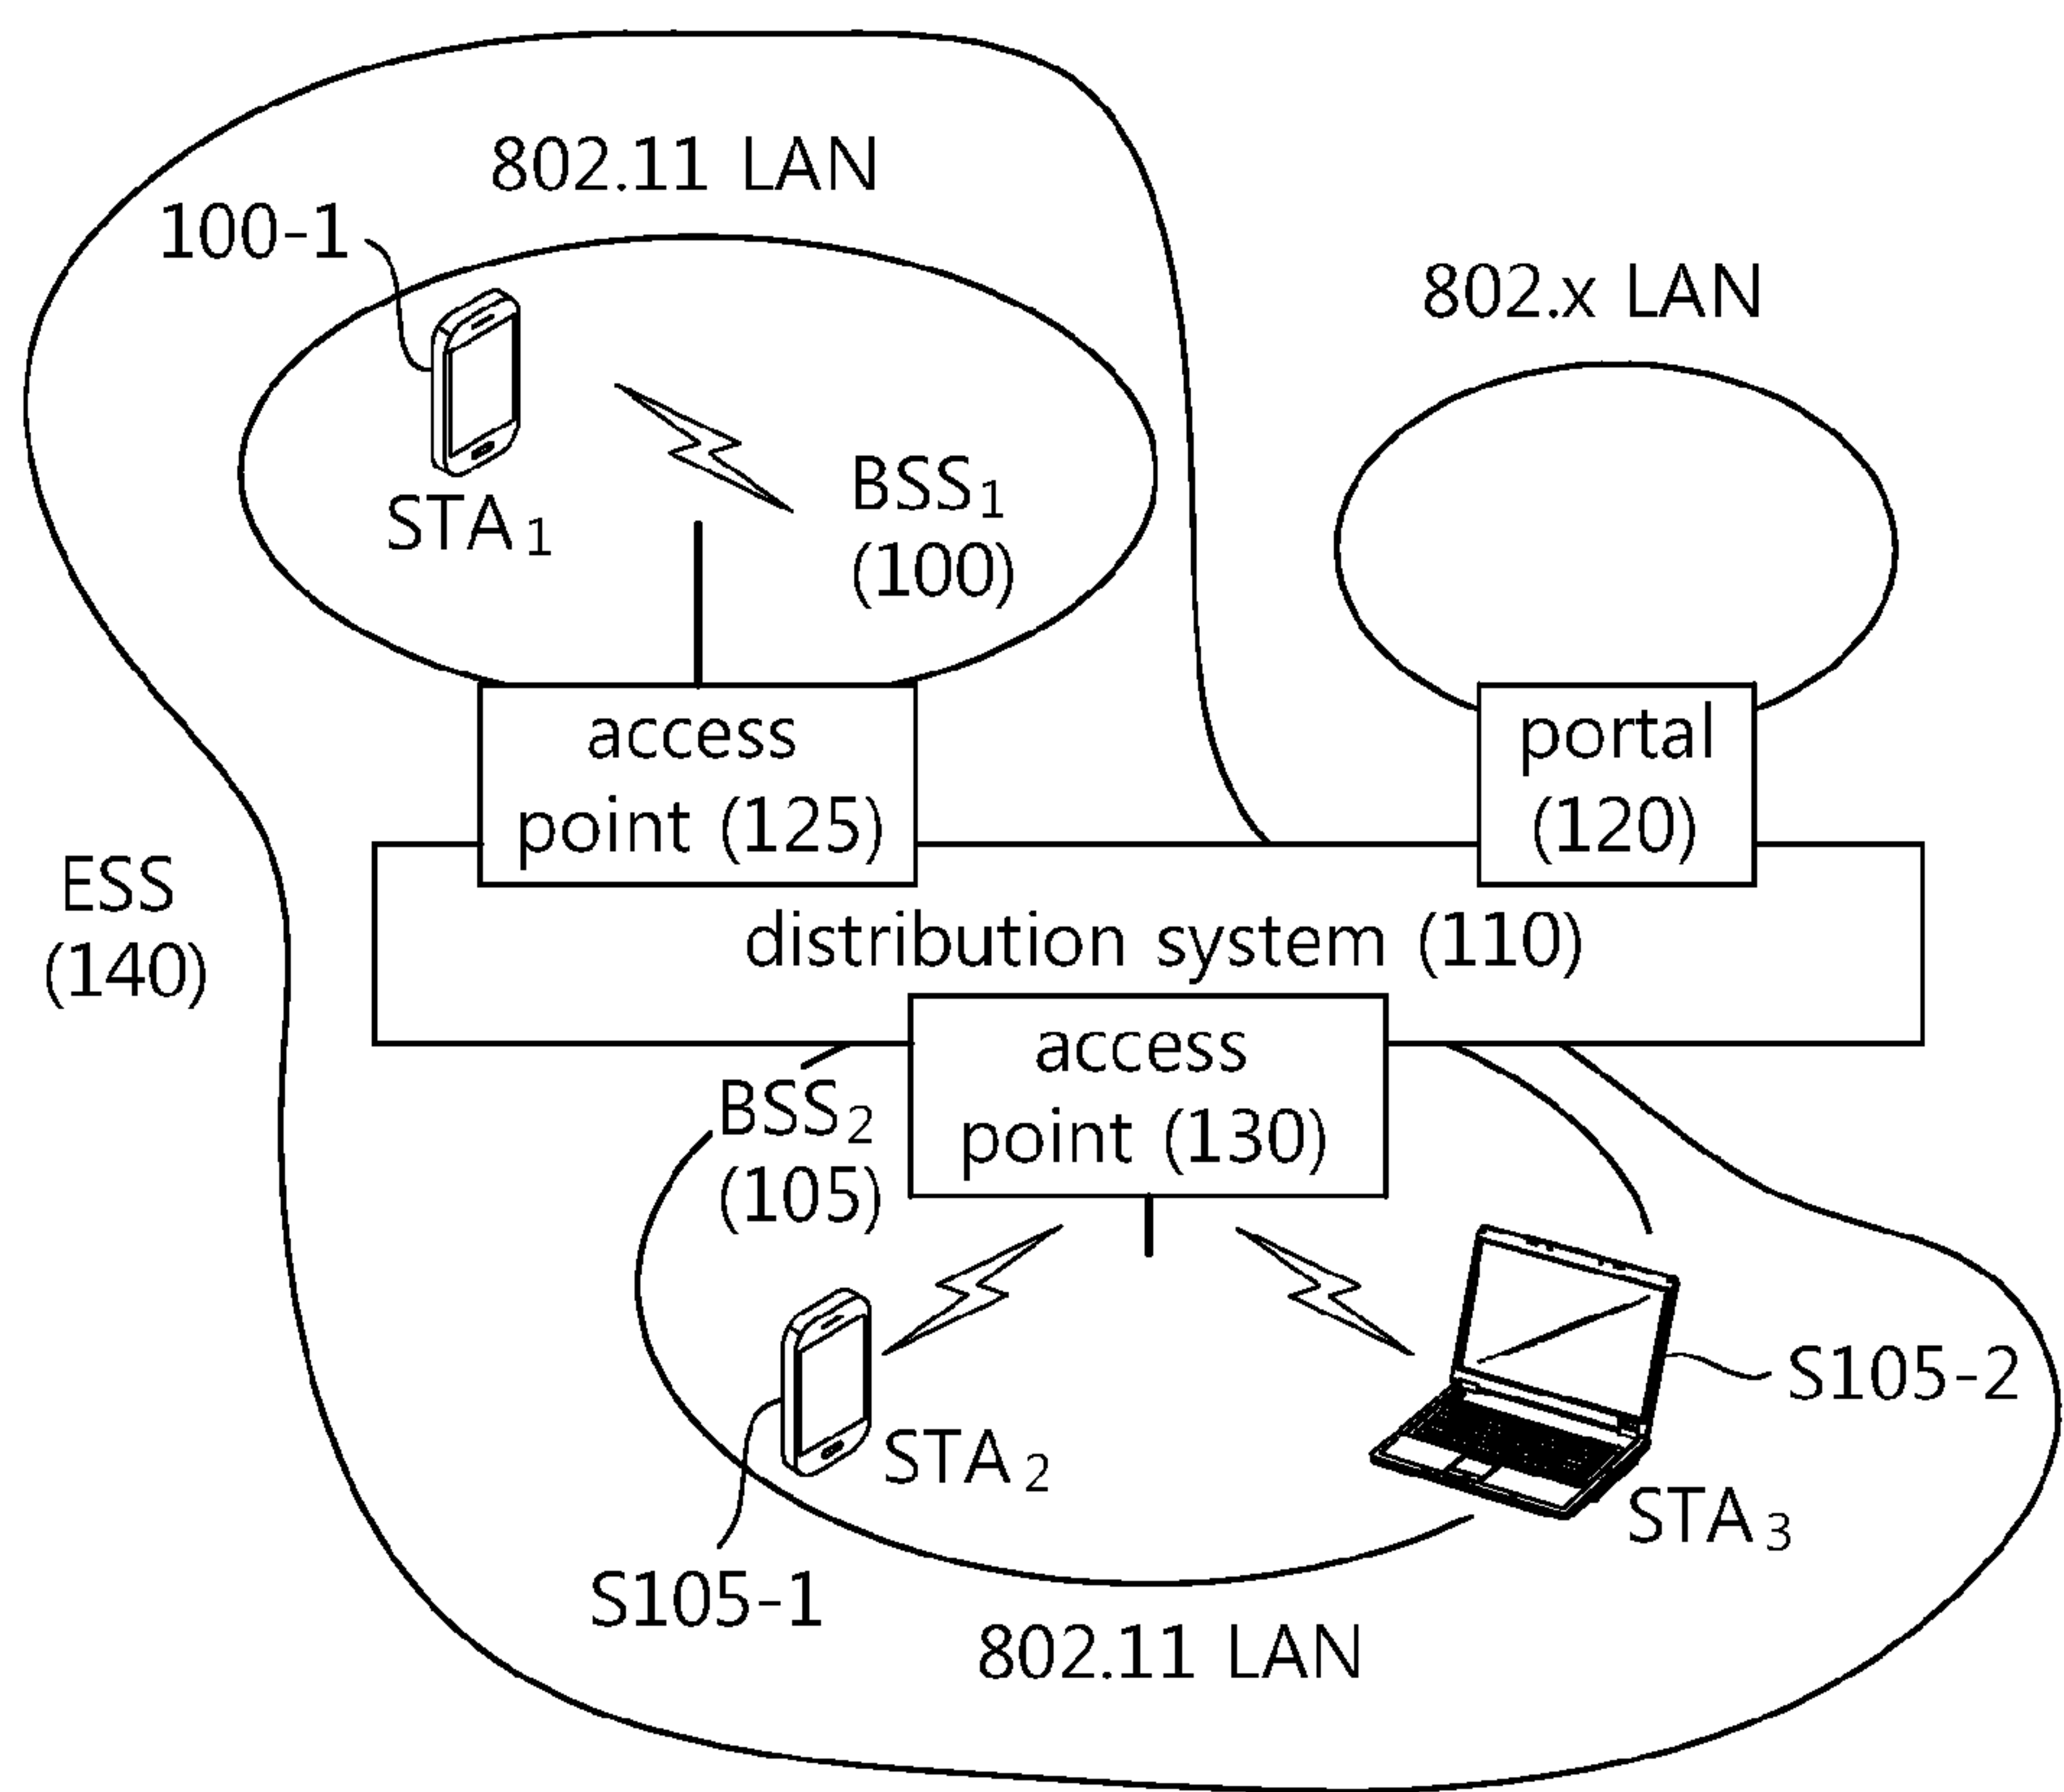 802.11 LAN
100-1
802.x LAN
STA1
BSS1
(100)
access
point (125)
portal
(120)
ESS
(140)
distribution system (110)
access
point (130)
BSS2
(105)
S105-2
STA2
STA3
S105-1
802.11 LAN